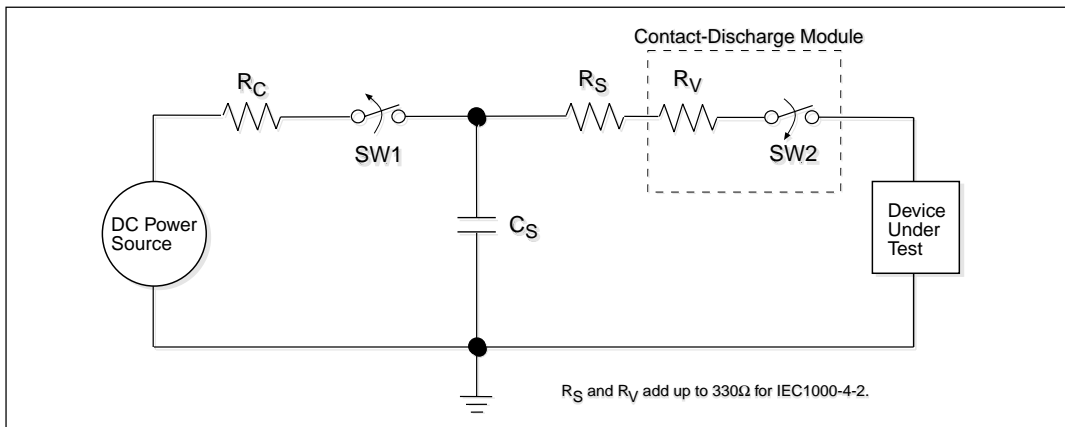 Contact-Discharge Module
RC
RS
RV
SW1
SW2
DC Power
Source
CS
Device
Under
Test
RS and RV add up to 330Ω for IEC1000-4-2.